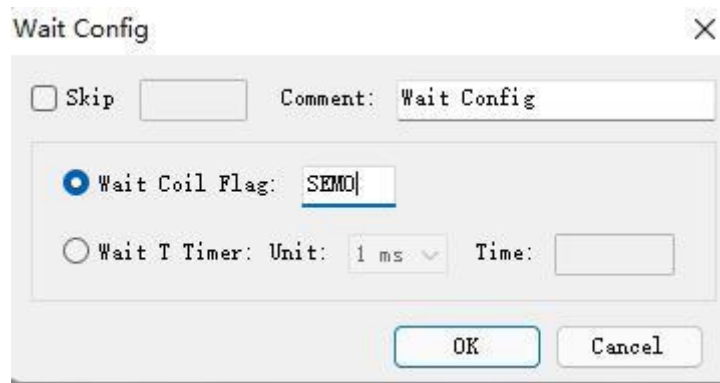 Wait Config
Skip Comment: Wait Config
Wait Coil Flag: SEM0
Wait T Timer: Unit: 1 ms Time:
OK Cancel